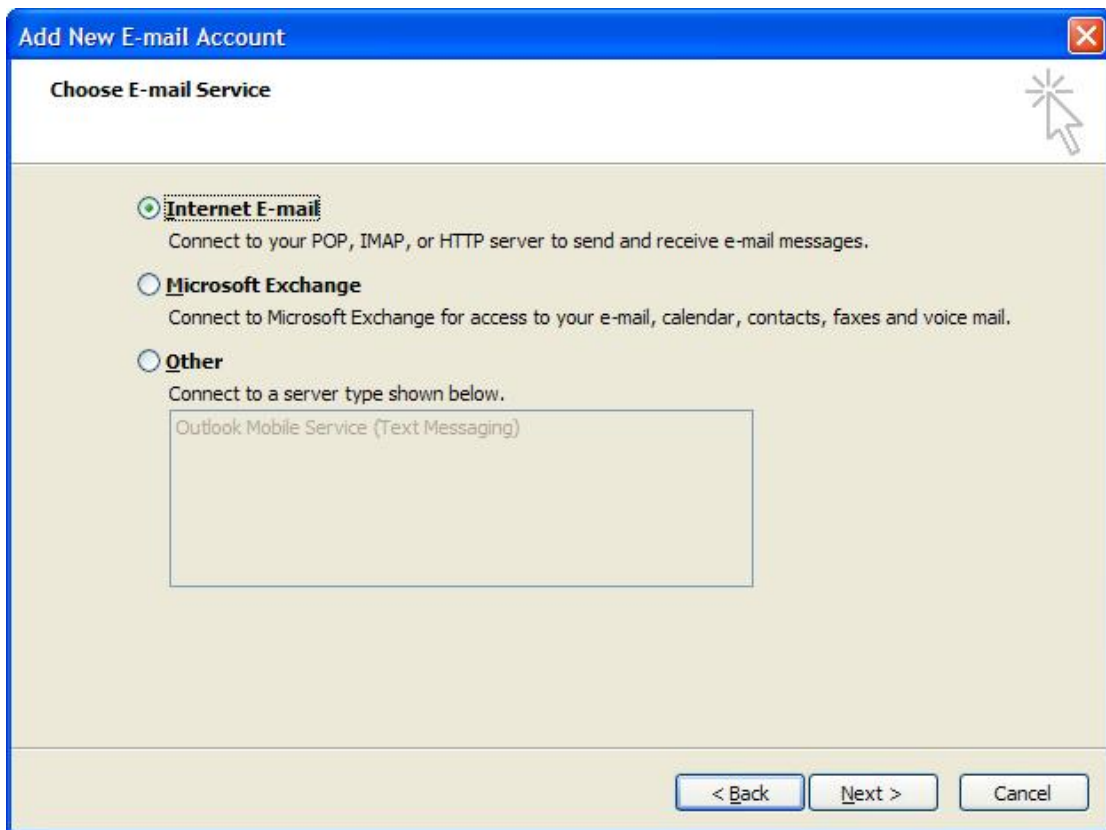 Add New E-mail Account
Choose E-mail Service
Internet E-mail
Connect to your POP, IMAP, or HTTP server to send and receive e-mail messages.
Microsoft Exchange
Connect to Microsoft Exchange for access to your e-mail, calendar, contacts, faxes and voice mail.
Other
Connect to a server type shown below.
Outlook Mobile Service (Text Messaging)
< Back Next > Cancel